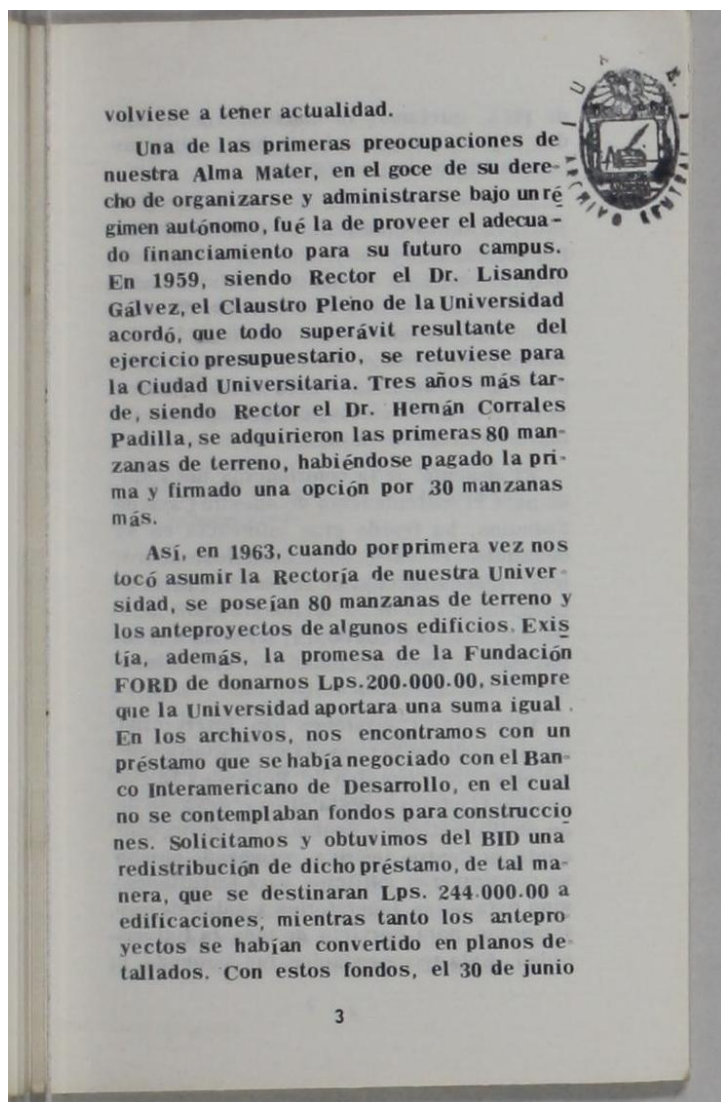 volviese a tener actualidad.
Una de las primeras preocupaciones de
nuestra Alma Mater, en el goce de su dere-
cho de organizarse y administrarse bajo un ré
gimen autónomo, fué la de proveer el adecua-
do financiamiento para su futuro campus.
En 1959, siendo Rector el Dr. Lisandro
Gálvez, el Claustro Pleno de la Universidad
acordó, que todo superávit resultante del
ejercicio presupuestario, se retuviese para
la Ciudad Universitaria. Tres años más tar-
de, siendo Rector el Dr. Hernán Corrales
Padilla, se adquirieron las primeras 80 man-
zanas de terreno, habiéndose pagado la pri-
ma y firmado una opción por 30 manzanas
más.
Así, en 1963, cuando por primera vez nos
tocó asumir la Rectoría de nuestra Univer-
sidad, se poseían 80 manzanas de terreno y
los anteproyectos de algunos edificios. Exis
tía, además, la promesa de la Fundación
FORD de donarnos Lps.200.000.00, siempre
que la Universidad aportara una suma igual.
En los archivos, nos encontramos con un
préstamo que se había negociado con el Ban-
co Interamericano de Desarrollo, en el cual
no se contemplaban fondos para construccio
nes. Solicitamos y obtuvimos del BID una
redistribución de dicho préstamo, de tal ma-
nera, que se destinaran Lps. 244.000.00 a
edificaciones; mientras tanto los antepro
yectos se habían convertido en planos de-
tallados. Con estos fondos, el 30 de junio
3
ARCHIVO CENTRAL